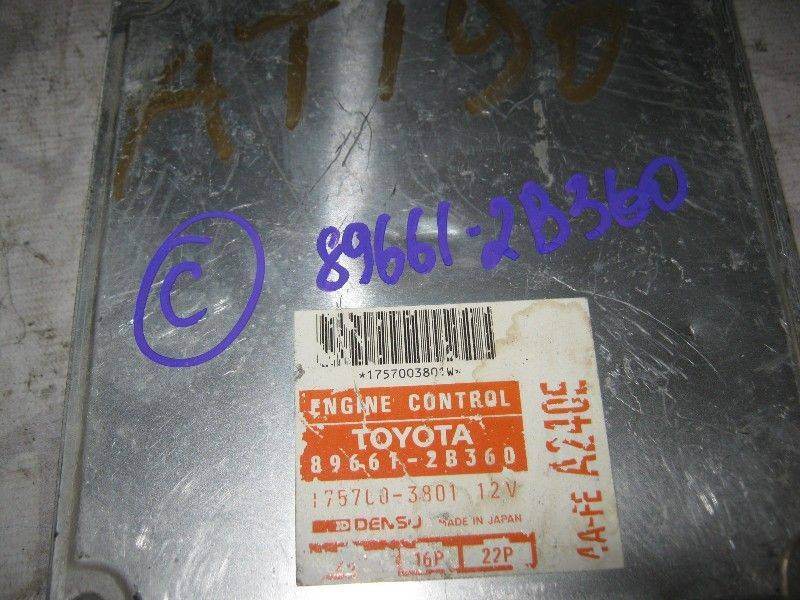 AT190
C
89661-2B360
*1757003801W*
ENGINE CONTROL
TOYOTA
89661-2B360
175700-3801 12V
DENSO MADE IN JAPAN
16P 22P
4A-FE A240E